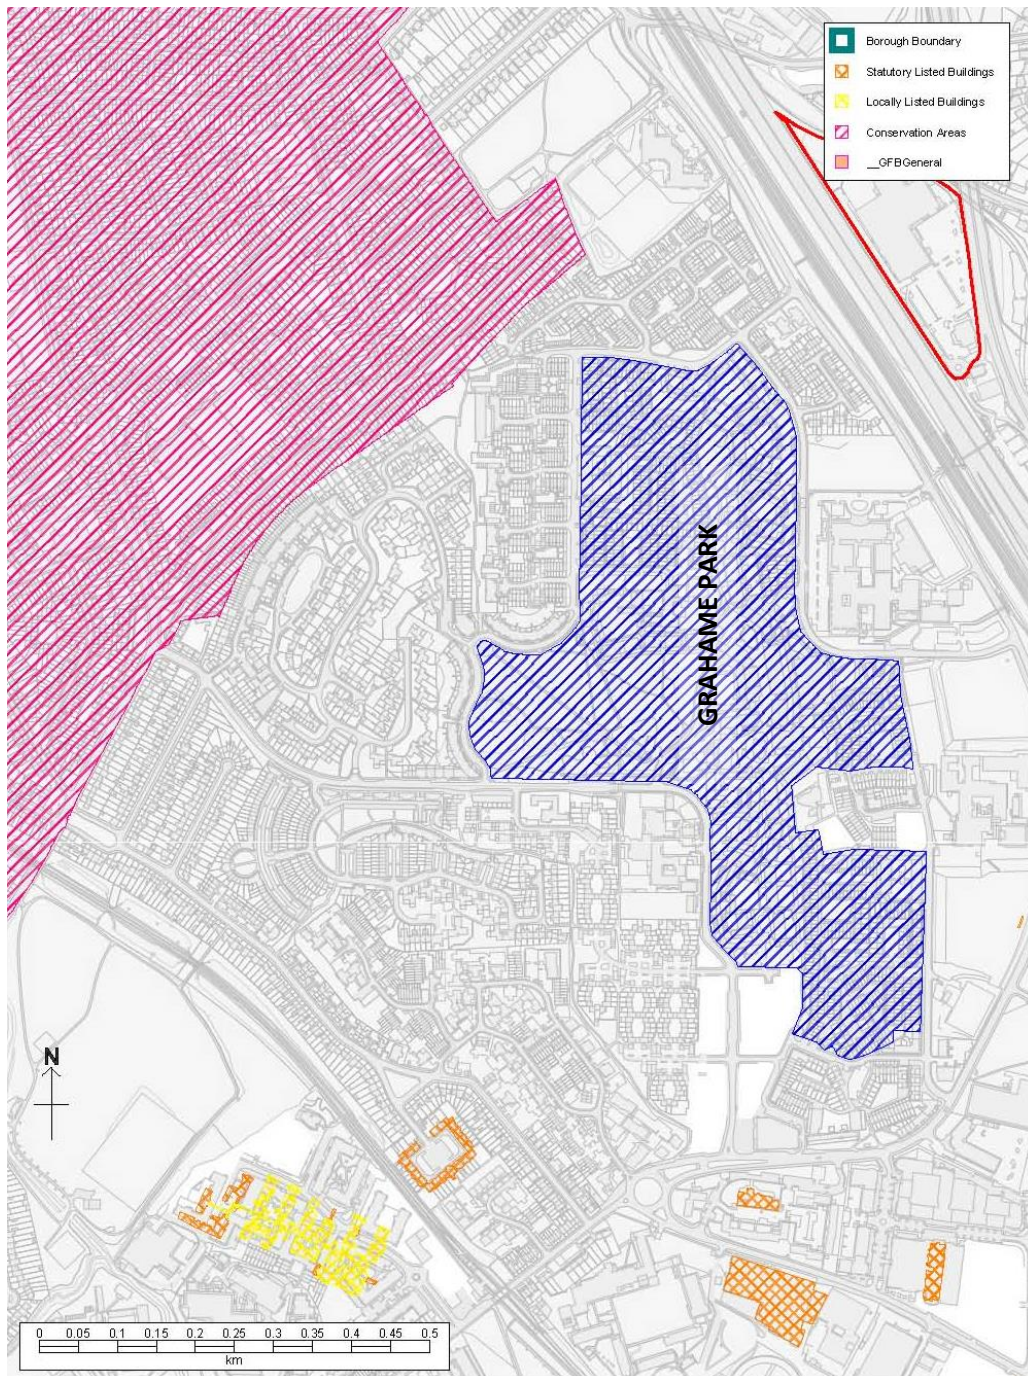 Borough Boundary
Statutory Listed Buildings
Locally Listed Buildings
Conservation Areas
__GFBGeneral
GRAHAME PARK
N
0 0.05 0.1 0.15 0.2 0.25 0.3 0.35 0.4 0.45 0.5
km